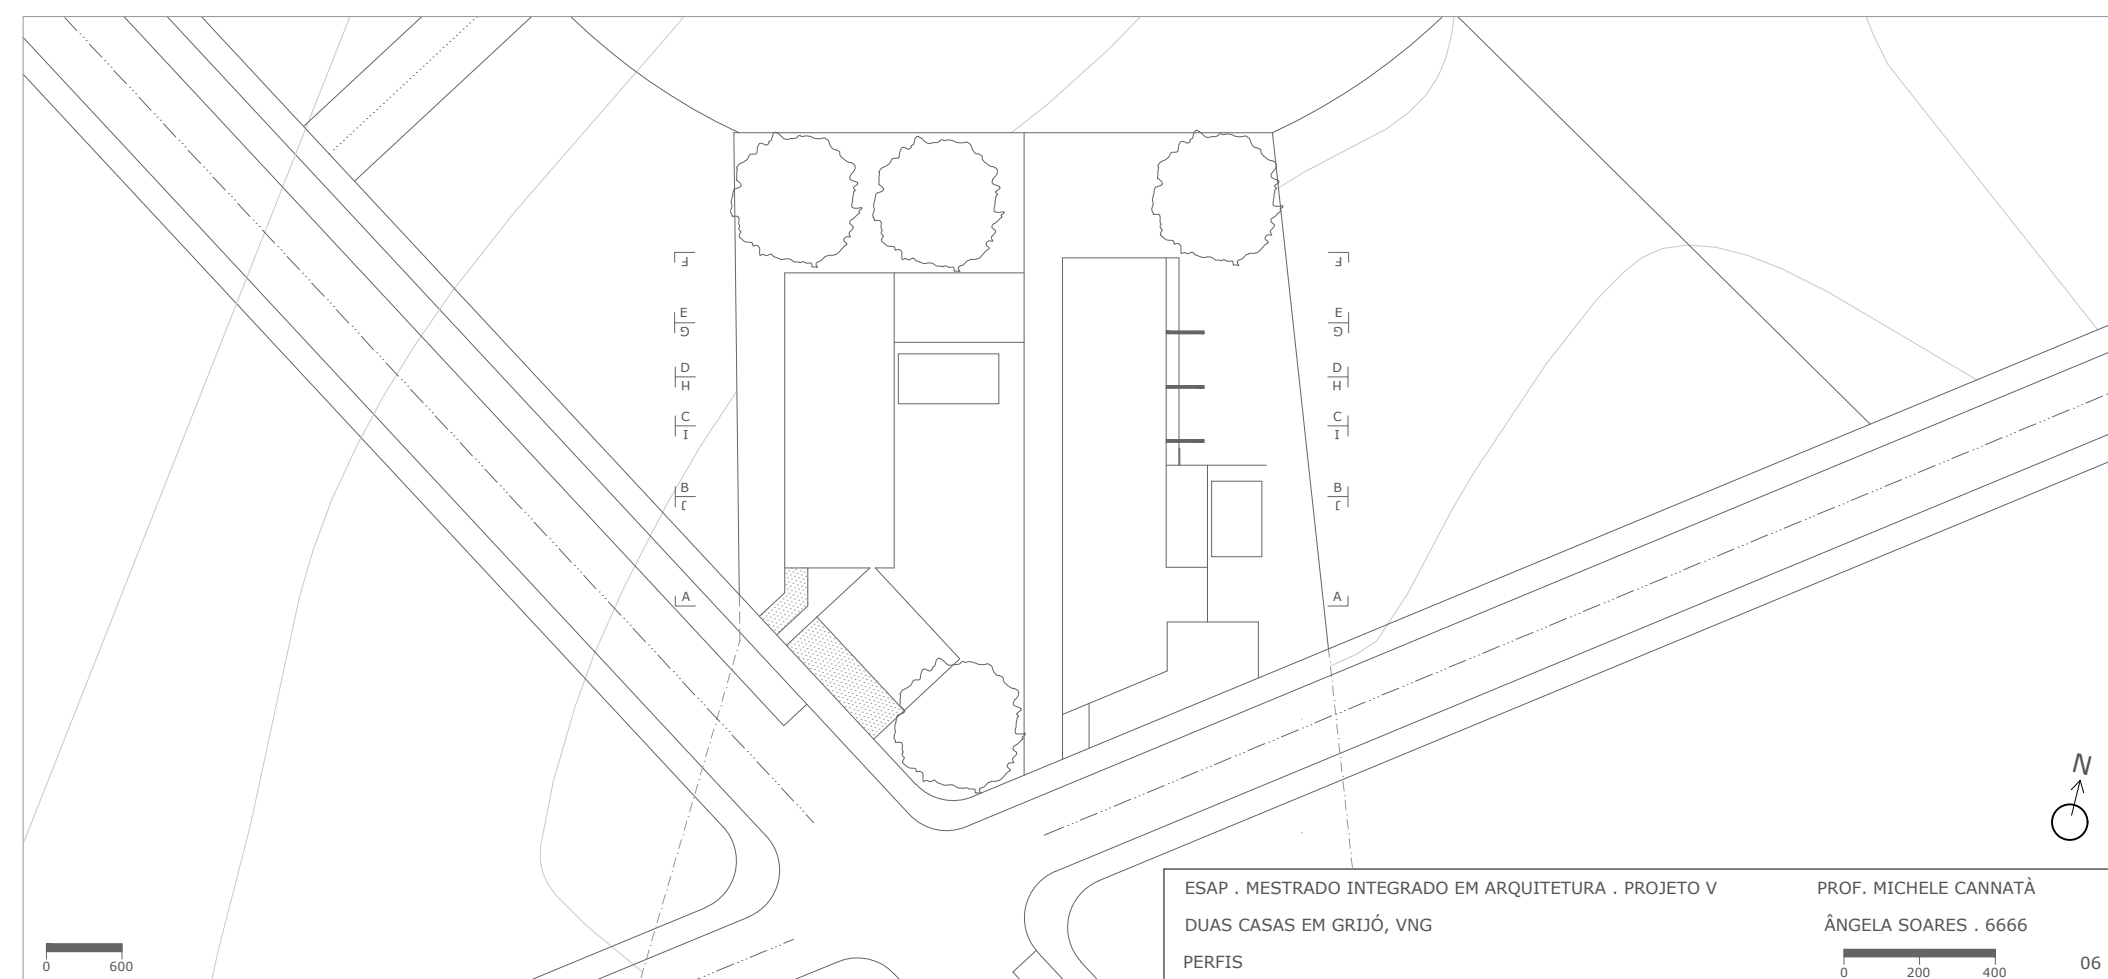 F F
E E
G G
D D
H H
C C
I I
B B
J J
A A
N
ESAP . MESTRADO INTEGRADO EM ARQUITETURA . PROJETO V PROF. MICHELE CANNATÀ
DUAS CASAS EM GRIJÓ, VNG ÂNGELA SOARES . 6666
PERFIS 06
0 200 400
0 600